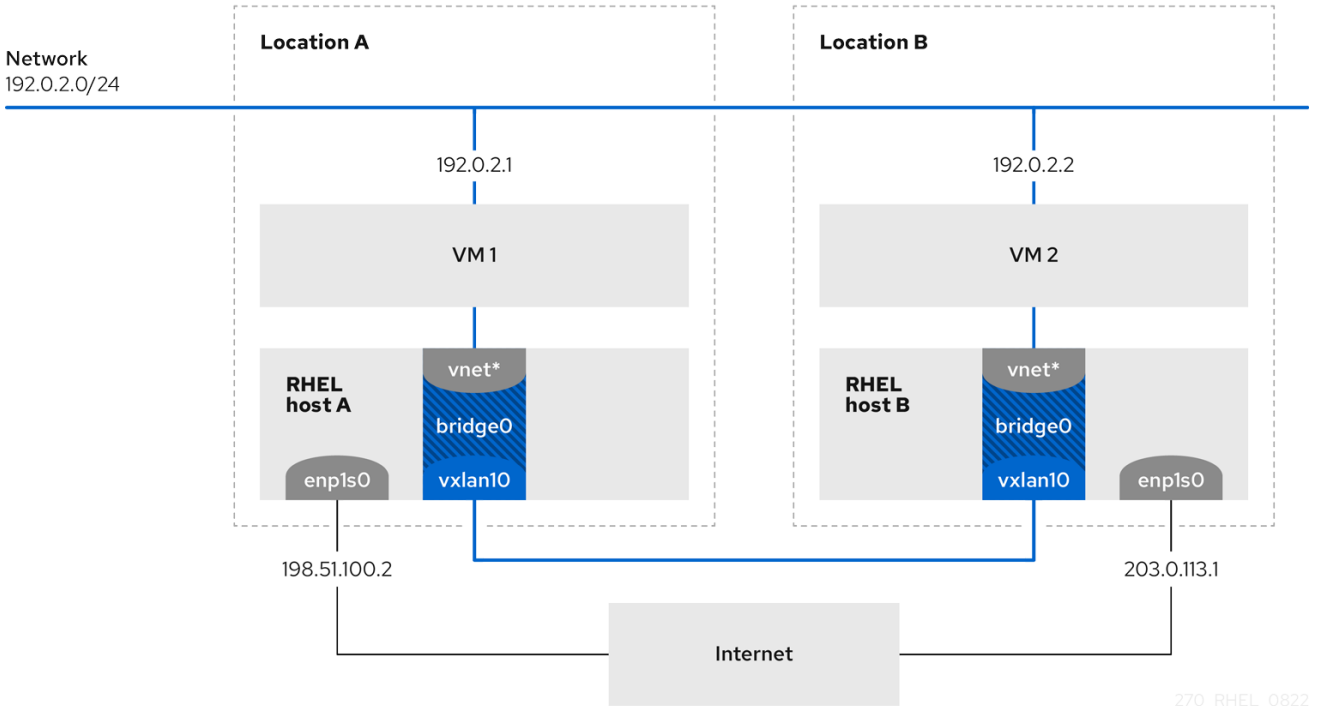 Location A
Location B
Network
192.0.2.0/24
192.0.2.1
192.0.2.2
VM 1
VM 2
RHEL
host A
vnet*
bridge0
enp1s0
vxlan10
RHEL
host B
vnet*
bridge0
vxlan10
enp1s0
198.51.100.2
203.0.113.1
Internet
270_RHEL_0822